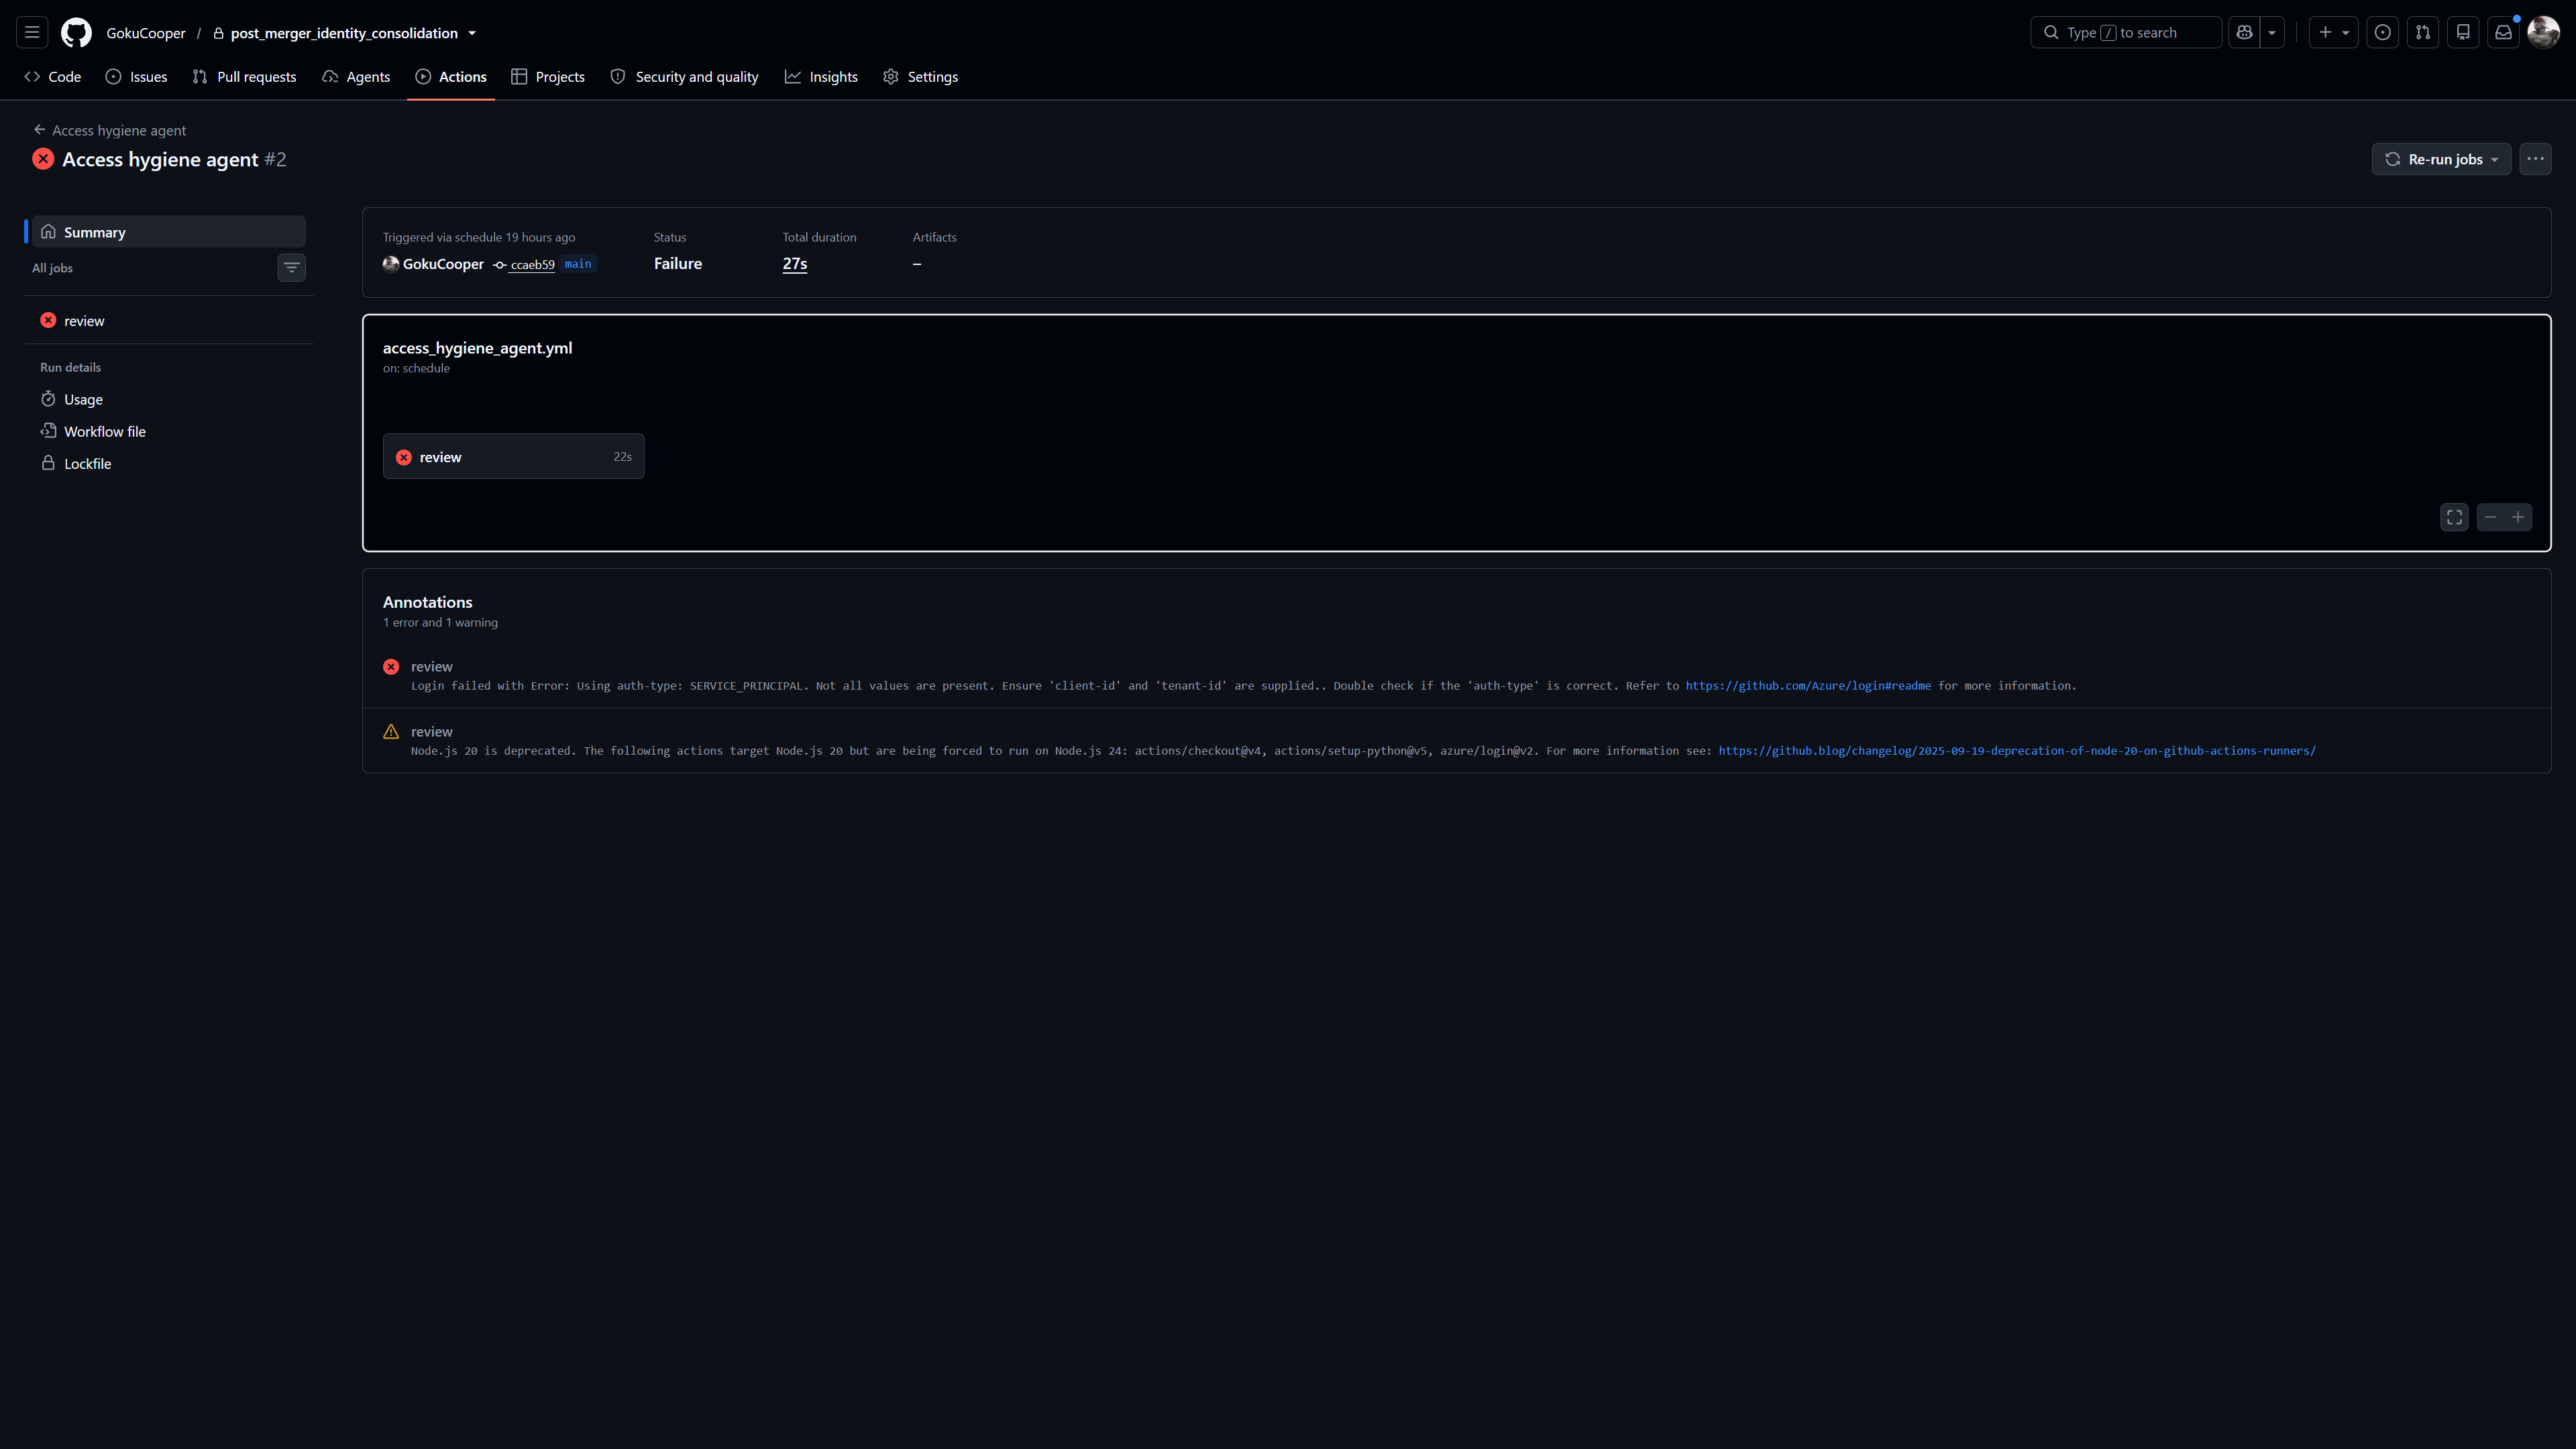 GokuCooper / post_merger_identity_consolidation
Type / to search
Code Issues Pull requests Agents Actions Projects Security and quality Insights Settings
Access hygiene agent
Access hygiene agent #2
Re-run jobs
Summary
All jobs
review
Run details
Usage
Workflow file
Lockfile
Triggered via schedule 19 hours ago
GokuCooper ccaeb59 main
Status
Failure
Total duration
27s
Artifacts
–
access_hygiene_agent.yml
on: schedule
review 22s
Annotations
1 error and 1 warning
review
Login failed with Error: Using auth-type: SERVICE_PRINCIPAL. Not all values are present. Ensure 'client-id' and 'tenant-id' are supplied.. Double check if the 'auth-type' is correct. Refer to https://github.com/Azure/login#readme for more information.
review
Node.js 20 is deprecated. The following actions target Node.js 20 but are being forced to run on Node.js 24: actions/checkout@v4, actions/setup-python@v5, azure/login@v2. For more information see: https://github.blog/changelog/2025-09-19-deprecation-of-node-20-on-github-actions-runners/